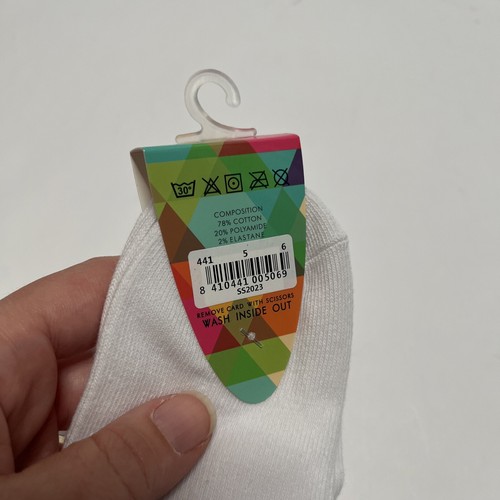 30°
COMPOSITION
78% COTTON
20% POLYAMIDE
2% ELASTANE
441 5 6
8 410441 005069
SS2023
REMOVE CARD WITH SCISSORS
WASH INSIDE OUT